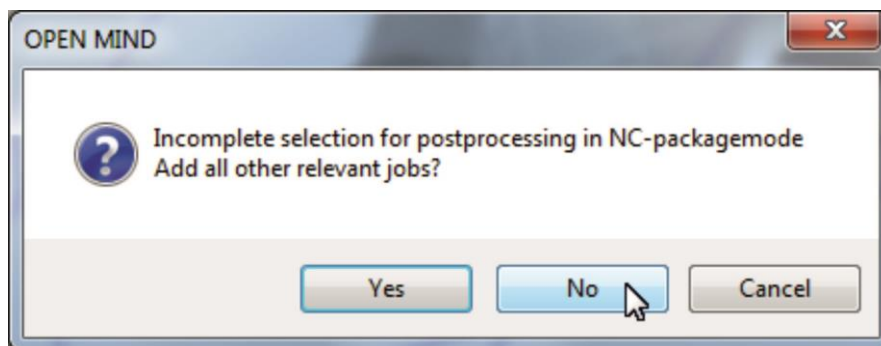 OPEN MIND
Incomplete selection for postprocessing in NC-packagemode
Add all other relevant jobs?
Yes No Cancel